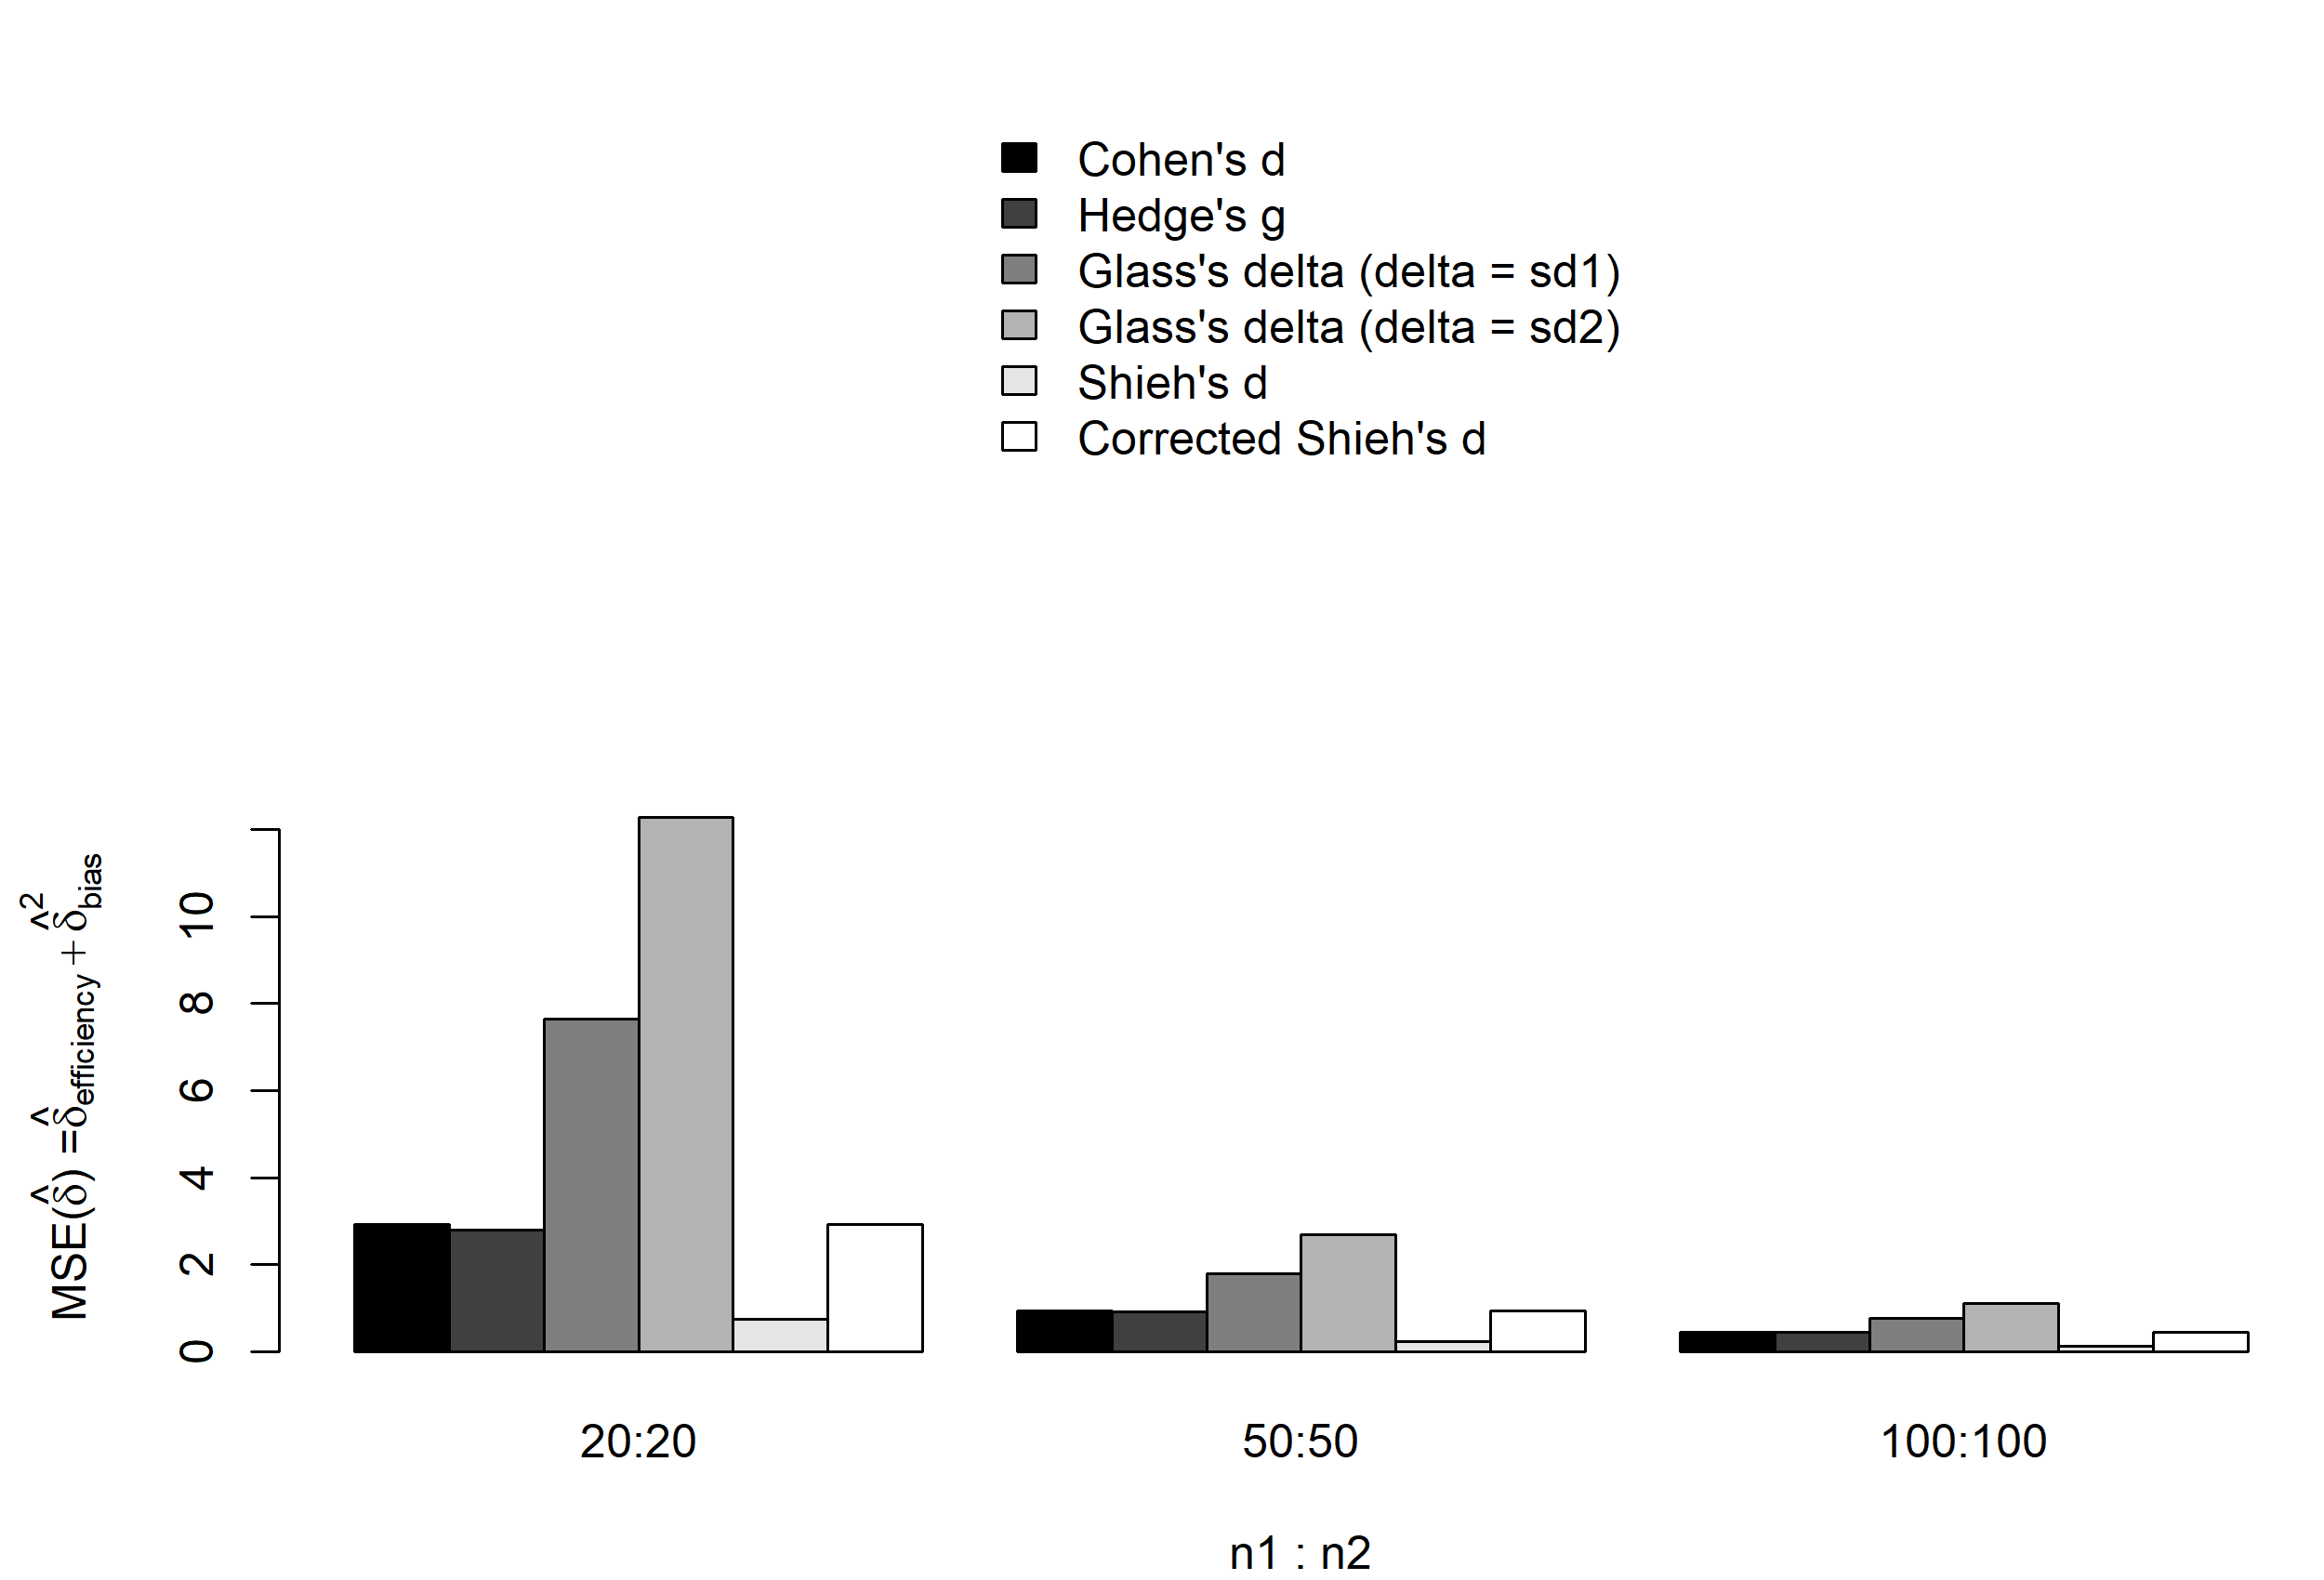 Cohen's d
Hedge's g
Glass's delta (delta = sd1)
Glass's delta (delta = sd2)
Shieh's d
Corrected Shieh's d
MSE(δ̂) = δ̂efficiency + δ̂²bias
10
8
6
4
2
0
20:20 50:50 100:100
n1 : n2